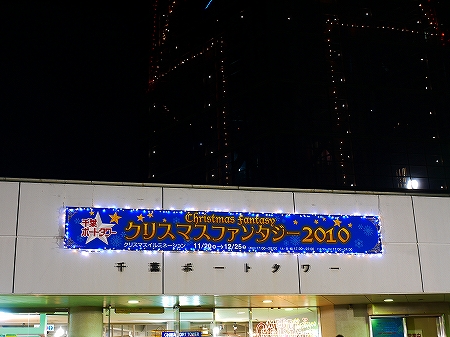 Christmas Fantasy
千葉
ポートタワー
クリスマスファンタジー2010
クリスマスイルミネーション 11/20 → 12/25
千葉ポートタワー